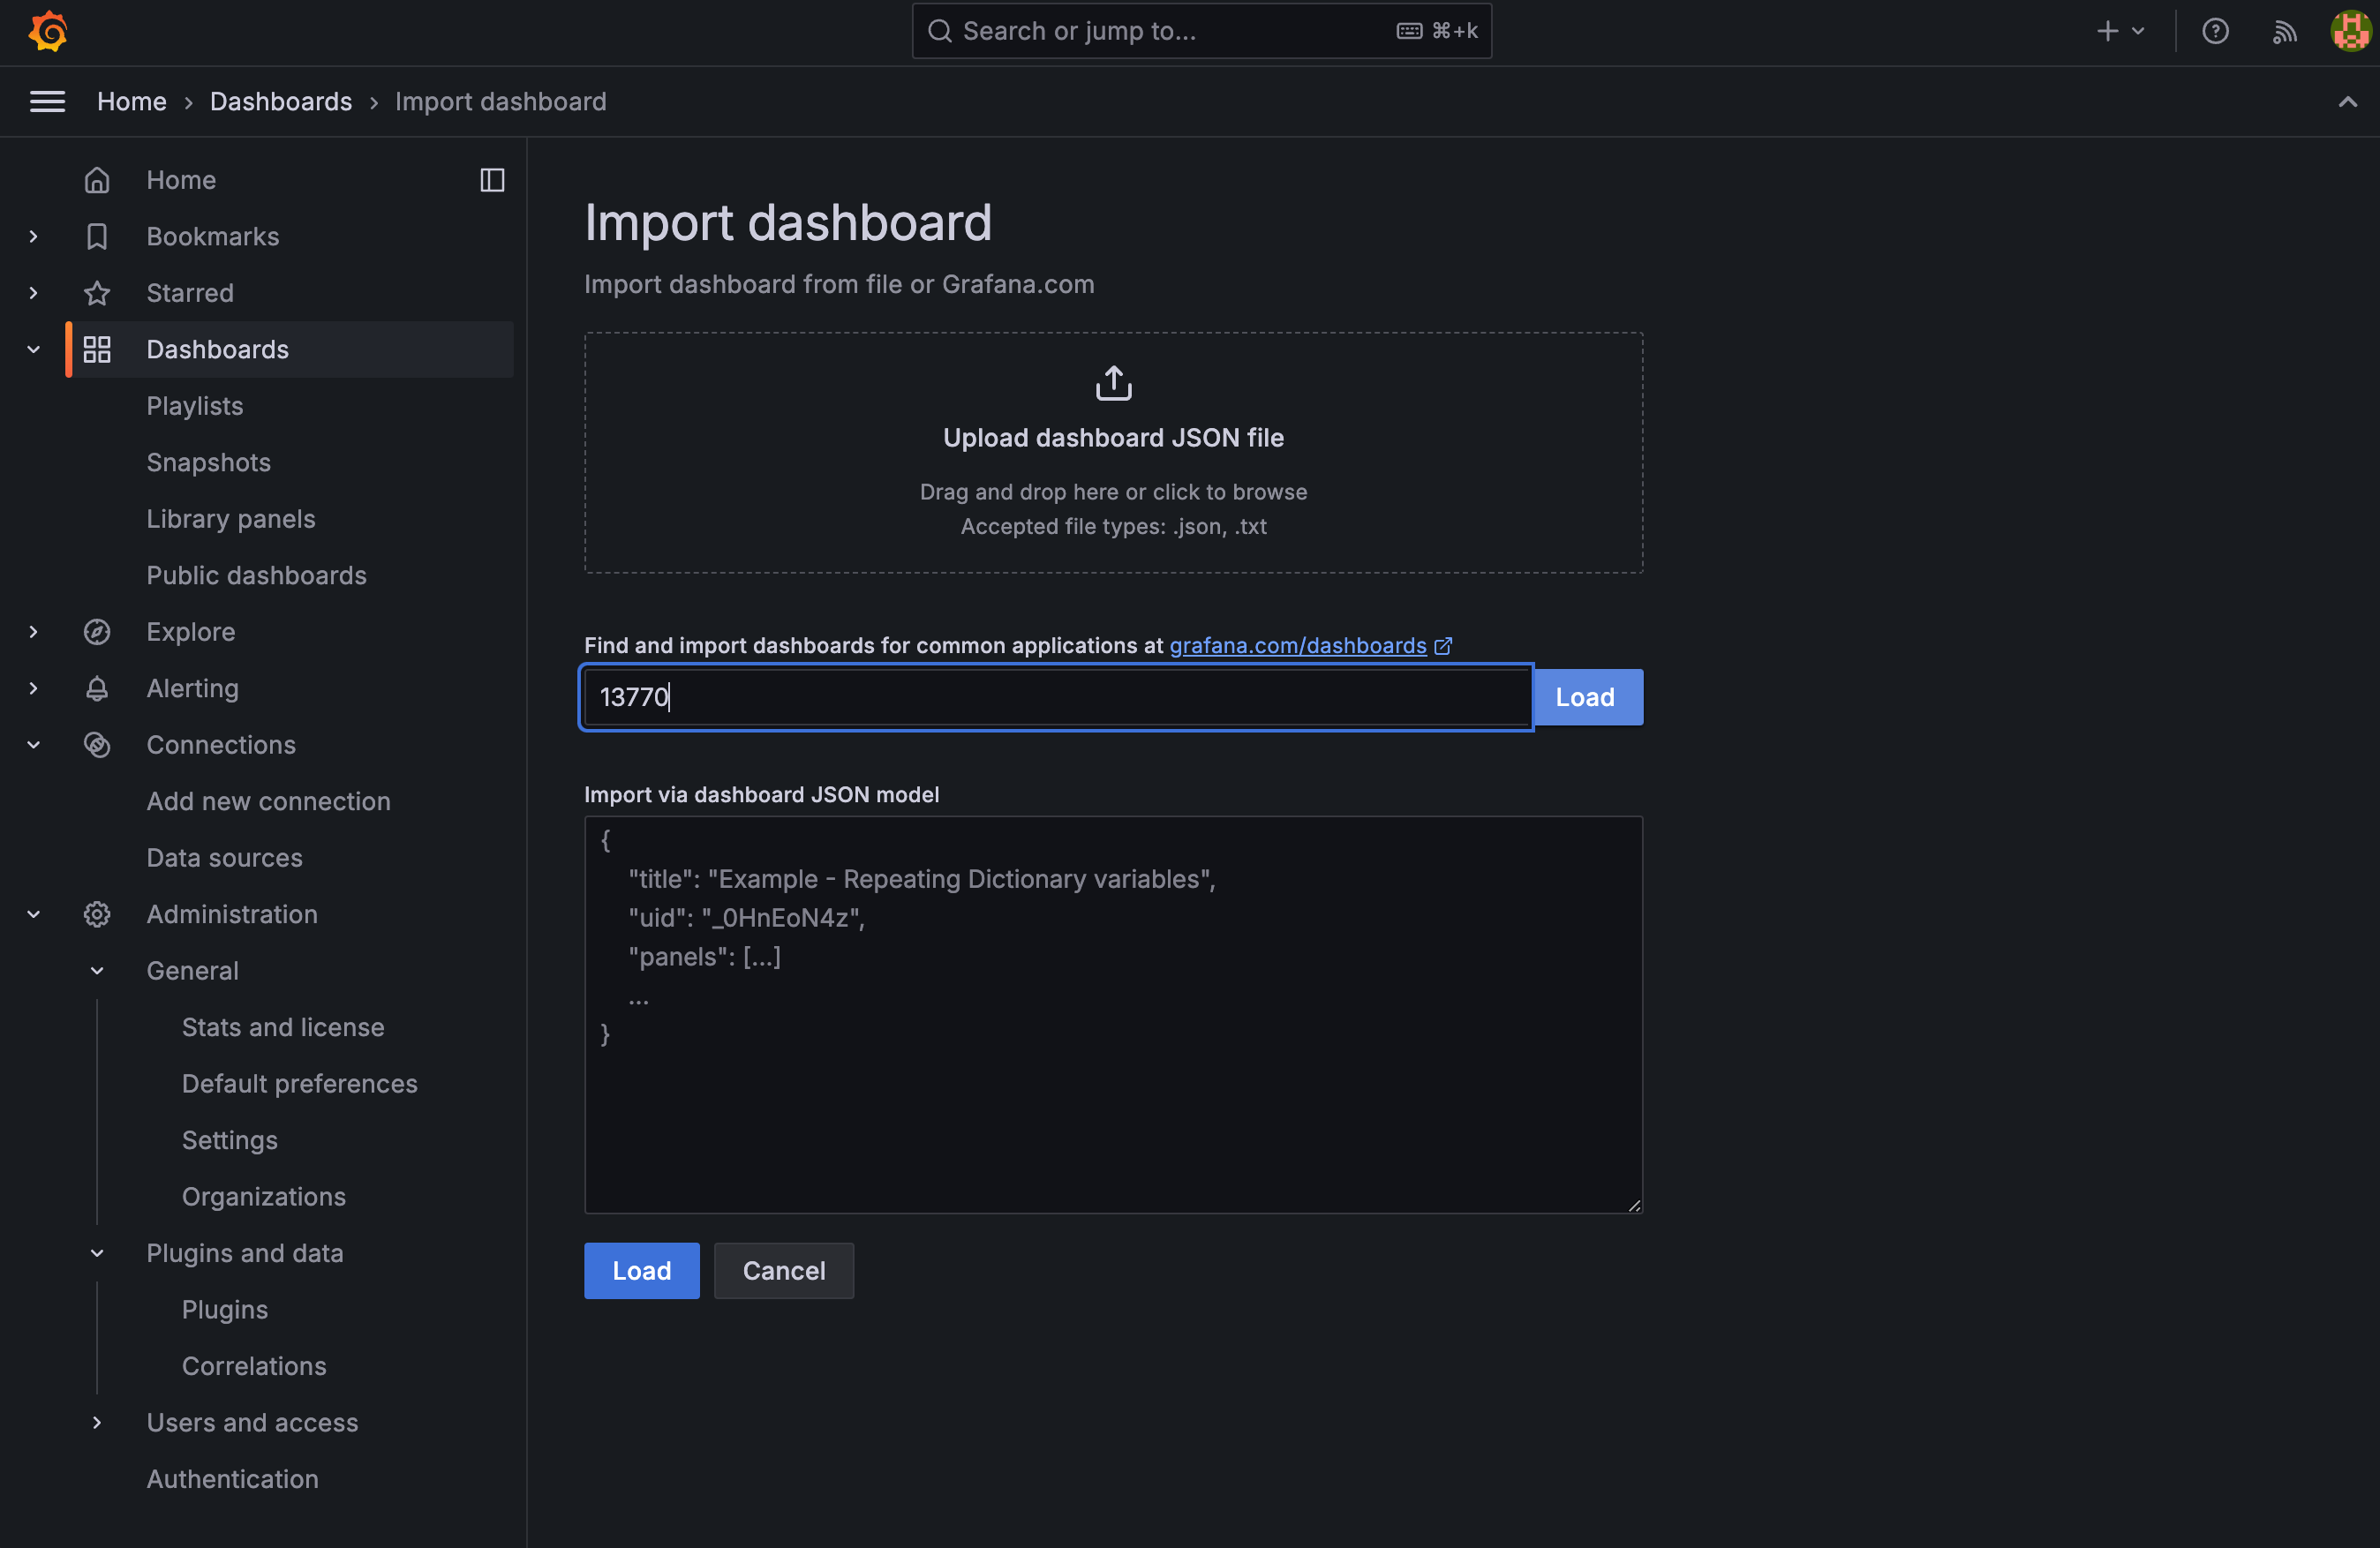 Search or jump to...
⌘+k
Home › Dashboards › Import dashboard
Home
Bookmarks
Starred
Dashboards
Playlists
Snapshots
Library panels
Public dashboards
Explore
Alerting
Connections
Add new connection
Data sources
Administration
General
Stats and license
Default preferences
Settings
Organizations
Plugins and data
Plugins
Correlations
Users and access
Authentication
Import dashboard
Import dashboard from file or Grafana.com
Upload dashboard JSON file
Drag and drop here or click to browse
Accepted file types: .json, .txt
Find and import dashboards for common applications at grafana.com/dashboards
13770
Load
Import via dashboard JSON model
{
"title": "Example - Repeating Dictionary variables",
"uid": "_0HnEoN4z",
"panels": [...]
...
}
Load
Cancel